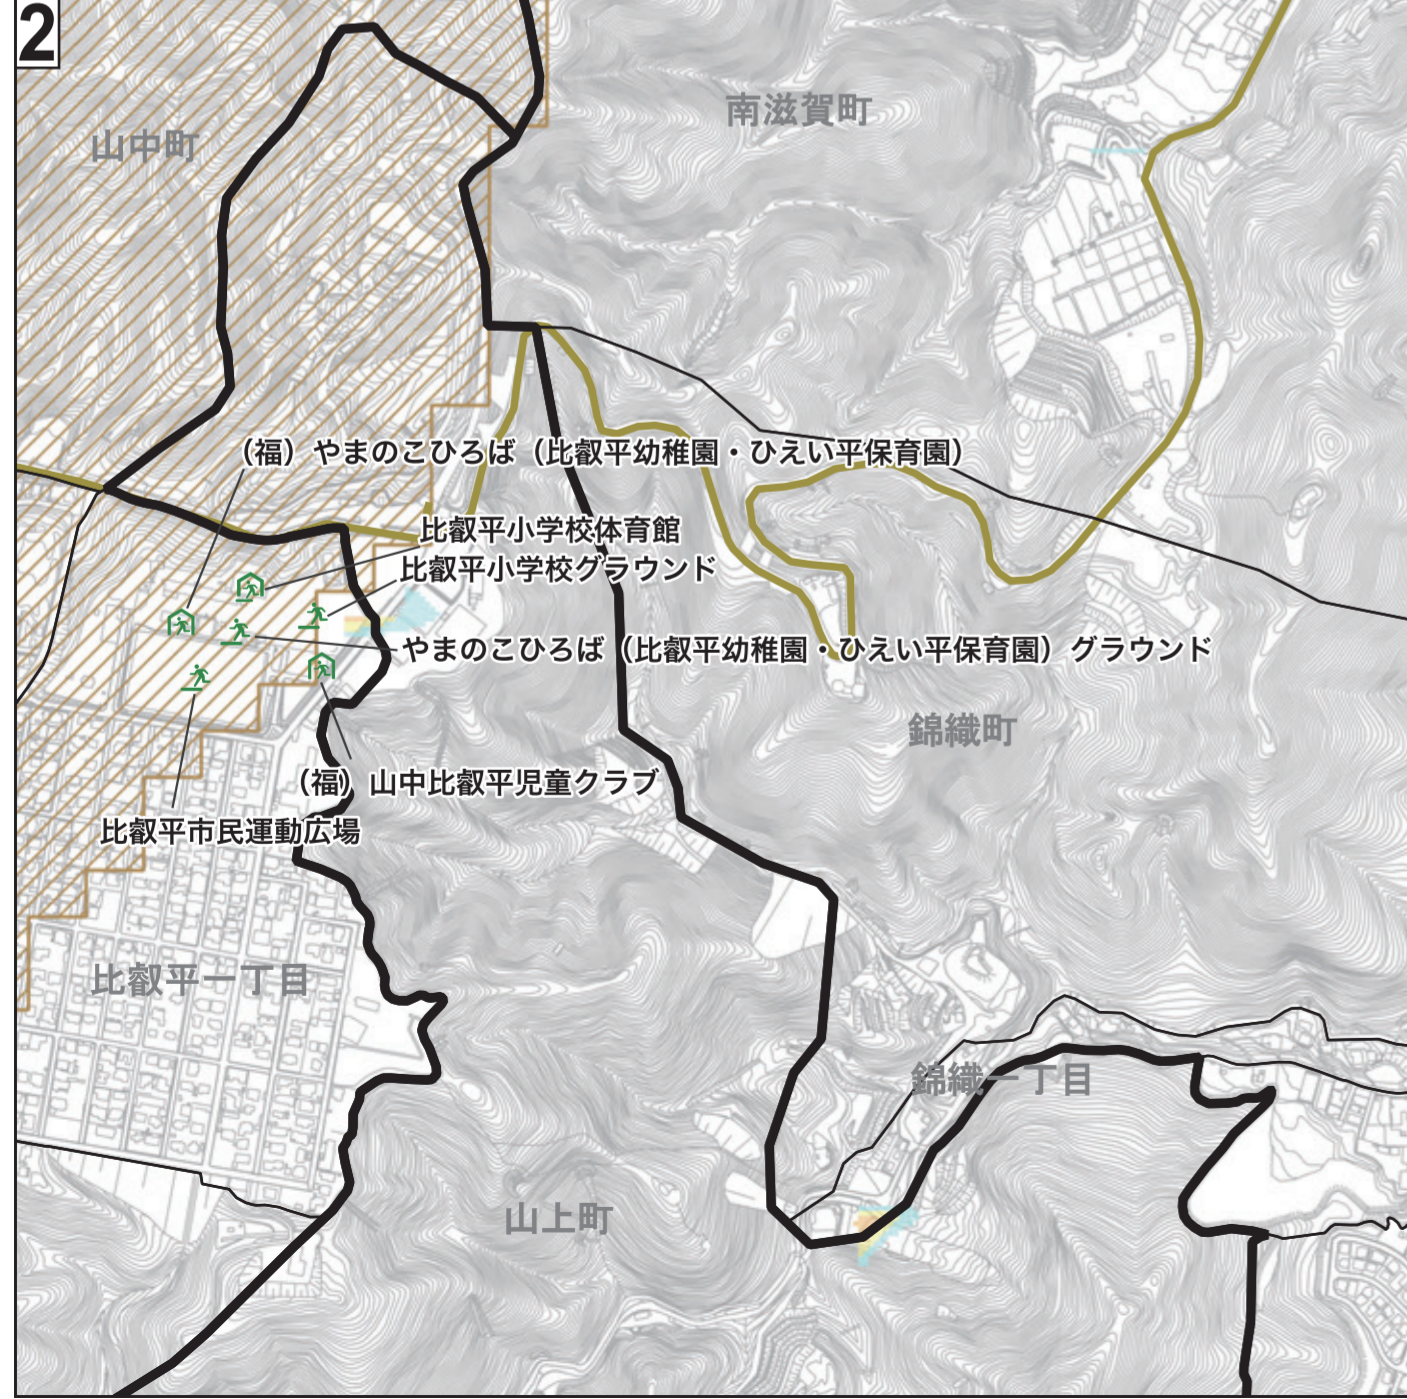 2
南滋賀町
山中町
（福）やまのこひろば（比叡平幼稚園・ひえい平保育園）
比叡平小学校体育館
比叡平小学校グラウンド
やまのこひろば（比叡平幼稚園・ひえい平保育園）グラウンド
錦織町
（福）山中比叡平児童クラブ
比叡平市民運動広場
比叡平一丁目
錦織一丁目
山上町